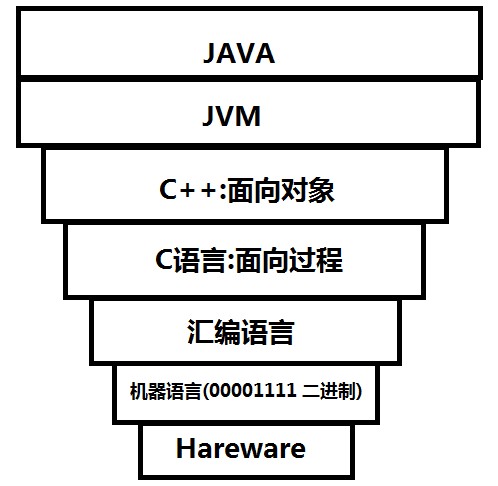 JAVA
JVM
C++:面向对象
C语言:面向过程
汇编语言
机器语言(00001111 二进制)
Hareware